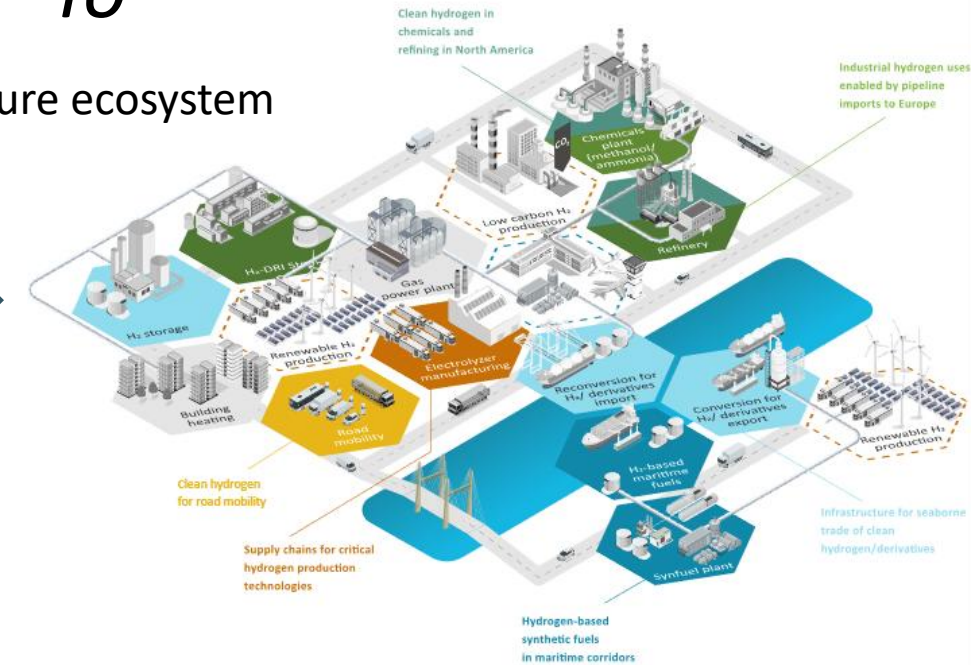 ure ecosystem
Clean hydrogen in
chemicals and
refining in North America
Industrial hydrogen uses
enabled by pipeline
imports to Europe
CO₂
Chemicals
plant
(methanol/
ammonia)
Low carbon H₂
production
Refinery
Gas
power plant
H₂ storage
Renewable H₂
production
Electrolyzer
manufacturing
Reconversion for
H₂/ derivatives
import
Conversion for
H₂/ derivatives
export
Renewable H₂
production
Building
heating
Road
mobility
H₂-based
maritime
fuels
Synfuel plant
Clean hydrogen
for road mobility
Supply chains for critical
hydrogen production
technologies
Infrastructure for seaborne
trade of clean
hydrogen/derivatives
Hydrogen-based
synthetic fuels
in maritime corridors